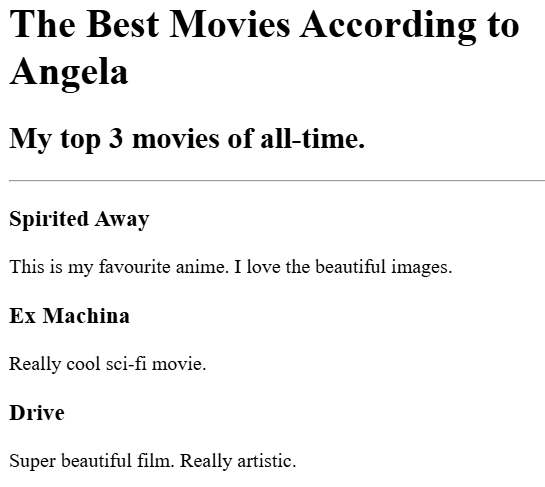 The Best Movies According to
Angela
My top 3 movies of all-time.
Spirited Away
This is my favourite anime. I love the beautiful images.
Ex Machina
Really cool sci-fi movie.
Drive
Super beautiful film. Really artistic.